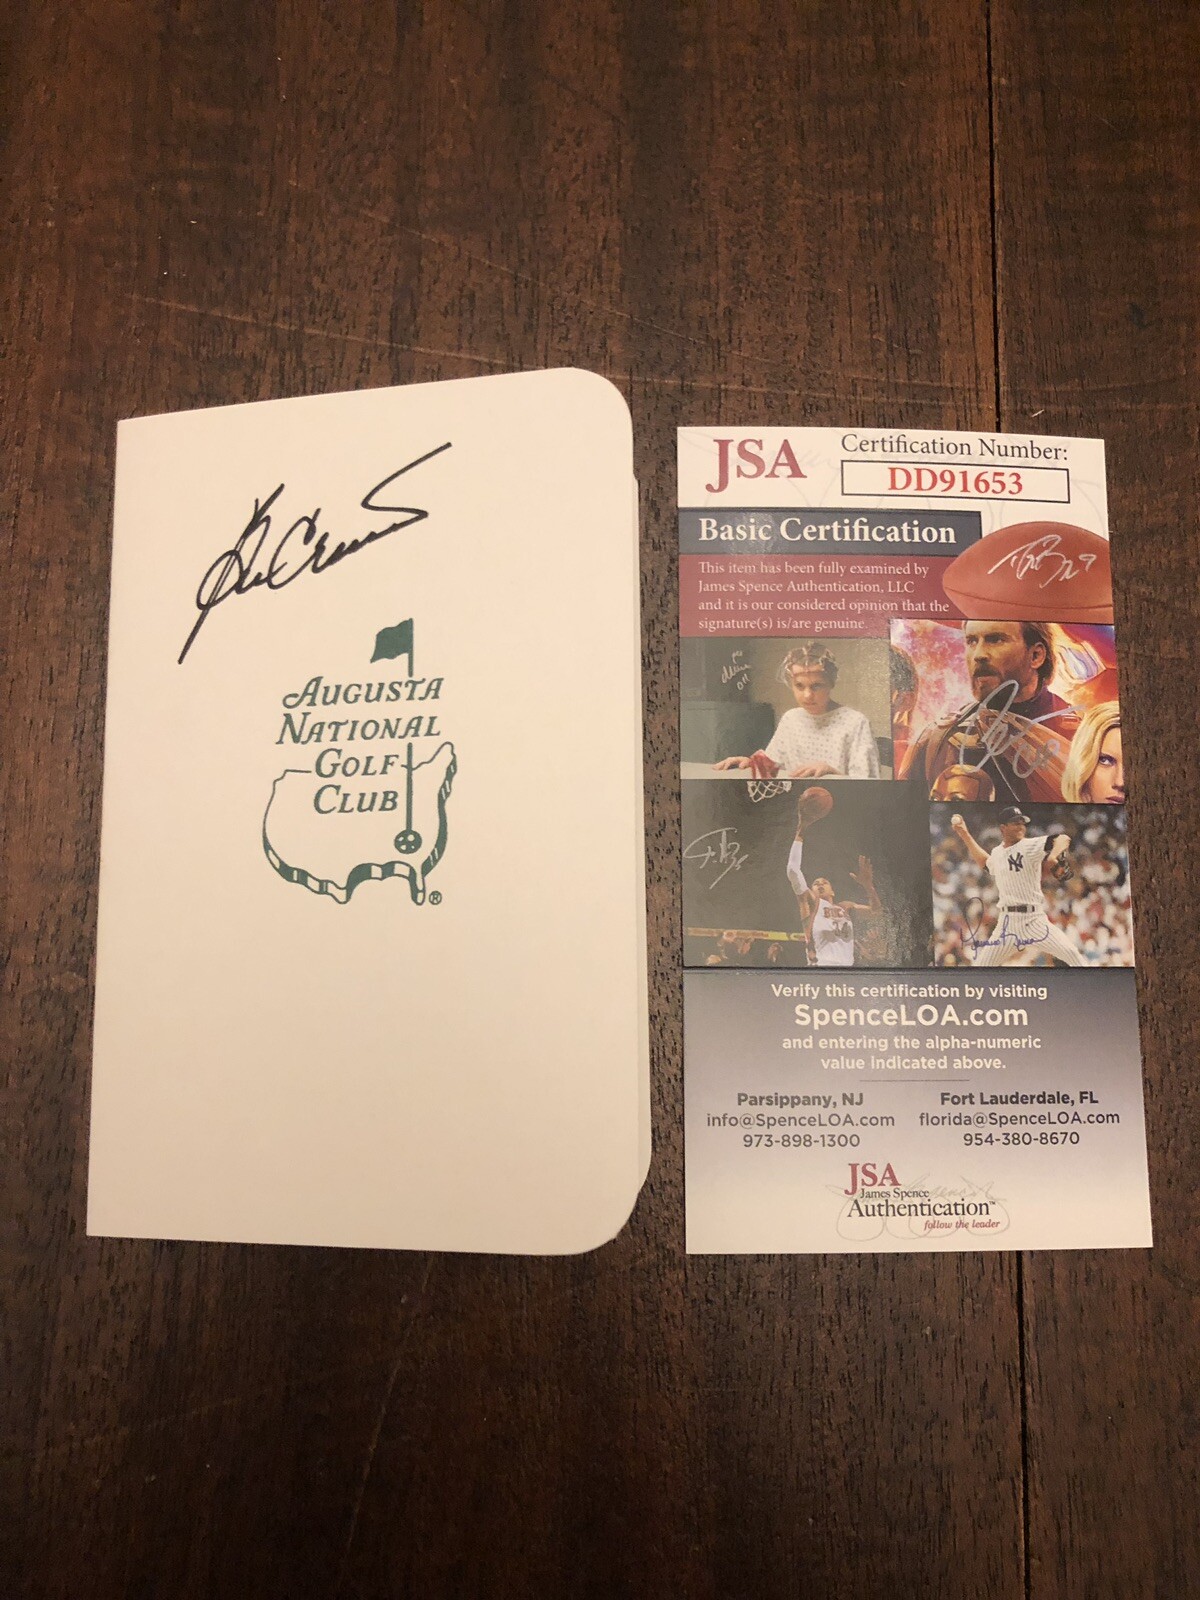 Ben Crenshaw
AUGUSTA
NATIONAL
GOLF
CLUB
®
JSA
Certification Number:
DD91653
Basic Certification
This item has been fully examined by
James Spence Authentication, LLC
and it is our considered opinion that the
signature(s) is/are genuine.
Verify this certification by visiting
SpenceLOA.com
and entering the alpha-numeric
value indicated above.
Parsippany, NJ
info@SpenceLOA.com
973-898-1300
Fort Lauderdale, FL
florida@SpenceLOA.com
954-380-8670
JSA
James Spence
Authentication™
follow the leader